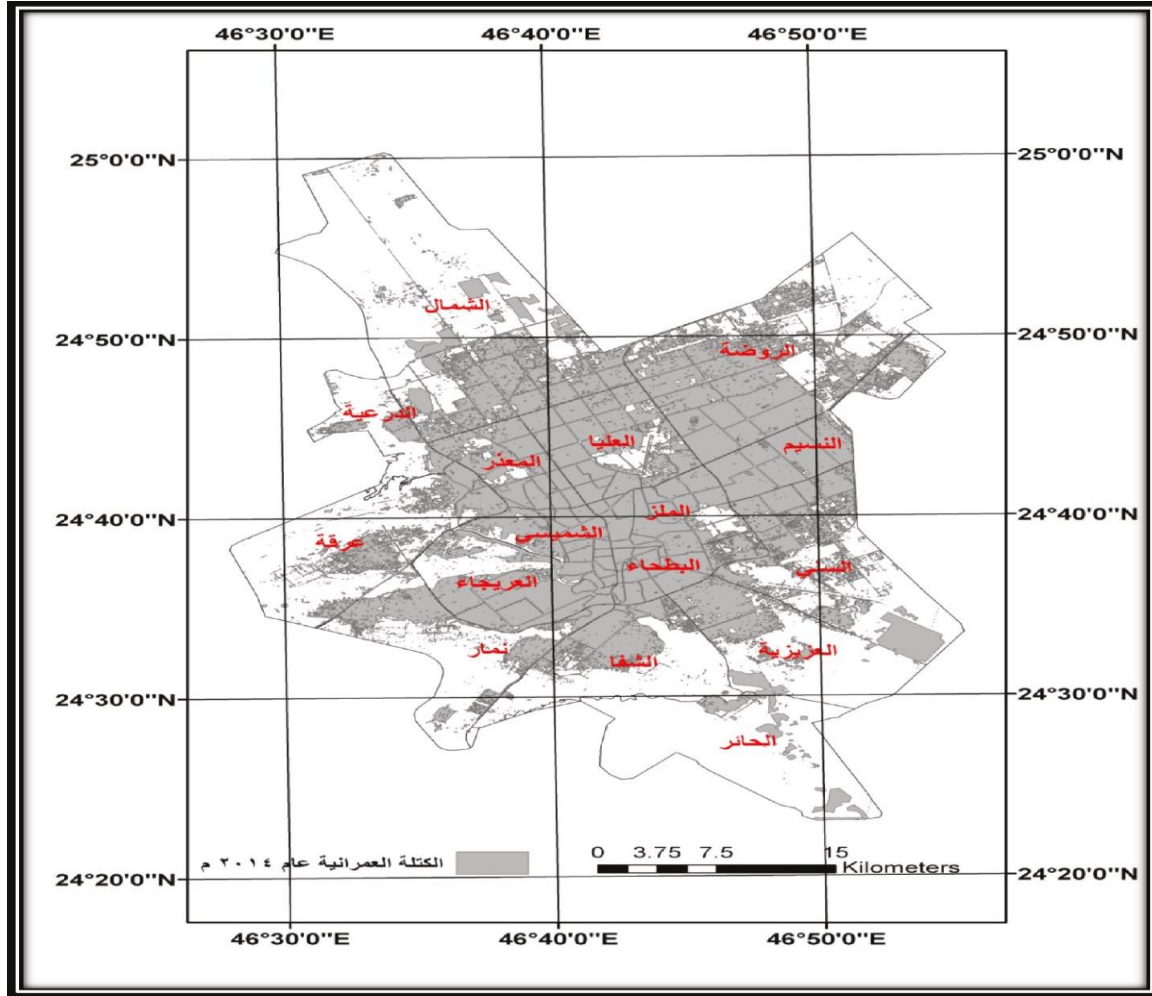 46°30'0"E 46°40'0"E 46°50'0"E
25°0'0"N 25°0'0"N
الشمال
24°50'0"N 24°50'0"N
الروضة
الدرعية
العليا
النسيم
المعذر
الملز
24°40'0"N 24°40'0"N
الشميسي
عرقة
البطحاء
السلي
العريجاء
نمار
العزيزية
الشفا
24°30'0"N 24°30'0"N
الحائر
0 3.75 7.5 15
Kilometers
الكتلة العمرانية عام ٢٠١٤ م
24°20'0"N 24°20'0"N
46°30'0"E 46°40'0"E 46°50'0"E